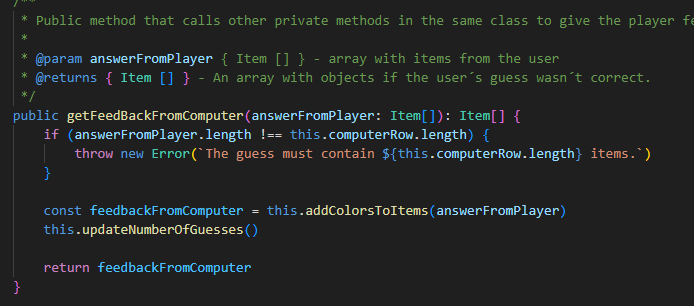 /**
* Public method that calls other private methods in the same class to give the player
*
* @param answerFromPlayer { Item [] } - array with items from the user
* @returns { Item [] } - An array with objects if the user´s guess wasn´t correct.
*/
public getFeedBackFromComputer(answerFromPlayer: Item[]): Item[] {
if (answerFromPlayer.length !== this.computerRow.length) {
throw new Error(`The guess must contain ${this.computerRow.length} items.`)
}
const feedbackFromComputer = this.addColorsToItems(answerFromPlayer)
this.updateNumberOfGuesses()
return feedbackFromComputer
}